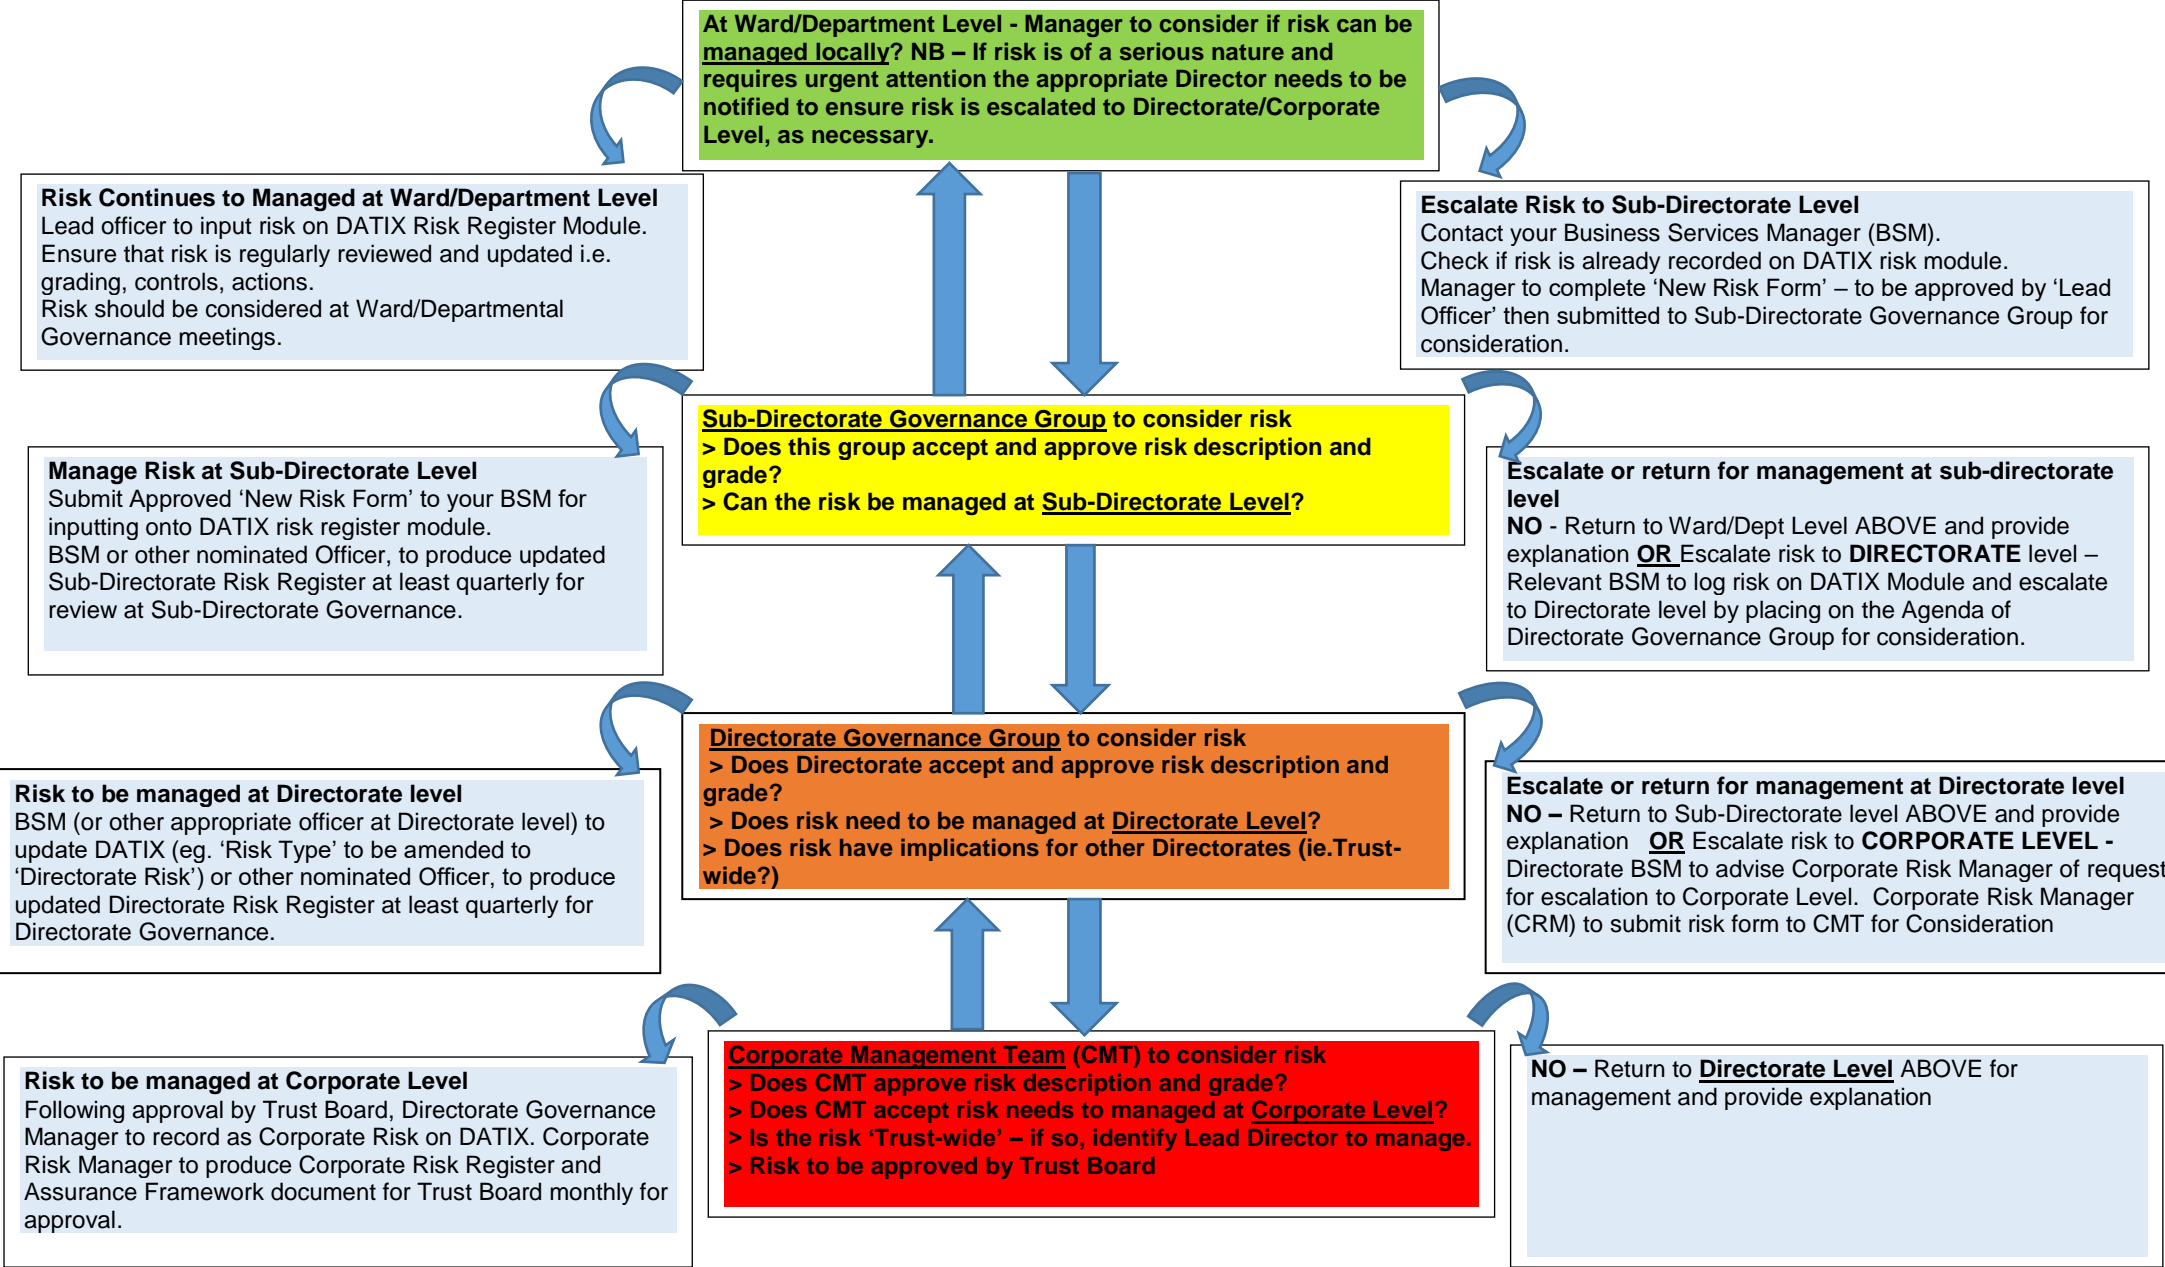 At Ward/Department Level - Manager to consider if risk can be
managed locally? NB – If risk is of a serious nature and
requires urgent attention the appropriate Director needs to be
notified to ensure risk is escalated to Directorate/Corporate
Level, as necessary.
Risk Continues to Managed at Ward/Department Level
Lead officer to input risk on DATIX Risk Register Module.
Ensure that risk is regularly reviewed and updated i.e.
grading, controls, actions.
Risk should be considered at Ward/Departmental
Governance meetings.
Escalate Risk to Sub-Directorate Level
Contact your Business Services Manager (BSM).
Check if risk is already recorded on DATIX risk module.
Manager to complete ‘New Risk Form’ – to be approved by ‘Lead
Officer’ then submitted to Sub-Directorate Governance Group for
consideration.
Sub-Directorate Governance Group to consider risk
> Does this group accept and approve risk description and
grade?
> Can the risk be managed at Sub-Directorate Level?
Manage Risk at Sub-Directorate Level
Submit Approved ‘New Risk Form’ to your BSM for
inputting onto DATIX risk register module.
BSM or other nominated Officer, to produce updated
Sub-Directorate Risk Register at least quarterly for
review at Sub-Directorate Governance.
Escalate or return for management at sub-directorate
level
NO - Return to Ward/Dept Level ABOVE and provide
explanation OR Escalate risk to DIRECTORATE level –
Relevant BSM to log risk on DATIX Module and escalate
to Directorate level by placing on the Agenda of
Directorate Governance Group for consideration.
Directorate Governance Group to consider risk
> Does Directorate accept and approve risk description and
grade?
> Does risk need to be managed at Directorate Level?
> Does risk have implications for other Directorates (ie.Trust-
wide?)
Risk to be managed at Directorate level
BSM (or other appropriate officer at Directorate level) to
update DATIX (eg. ‘Risk Type’ to be amended to
‘Directorate Risk’) or other nominated Officer, to produce
updated Directorate Risk Register at least quarterly for
Directorate Governance.
Escalate or return for management at Directorate level
NO – Return to Sub-Directorate level ABOVE and provide
explanation OR Escalate risk to CORPORATE LEVEL -
Directorate BSM to advise Corporate Risk Manager of request
for escalation to Corporate Level. Corporate Risk Manager
(CRM) to submit risk form to CMT for Consideration
Corporate Management Team (CMT) to consider risk
> Does CMT approve risk description and grade?
> Does CMT accept risk needs to managed at Corporate Level?
> Is the risk ‘Trust-wide’ – if so, identify Lead Director to manage.
> Risk to be approved by Trust Board
Risk to be managed at Corporate Level
Following approval by Trust Board, Directorate Governance
Manager to record as Corporate Risk on DATIX. Corporate
Risk Manager to produce Corporate Risk Register and
Assurance Framework document for Trust Board monthly for
approval.
NO – Return to Directorate Level ABOVE for
management and provide explanation